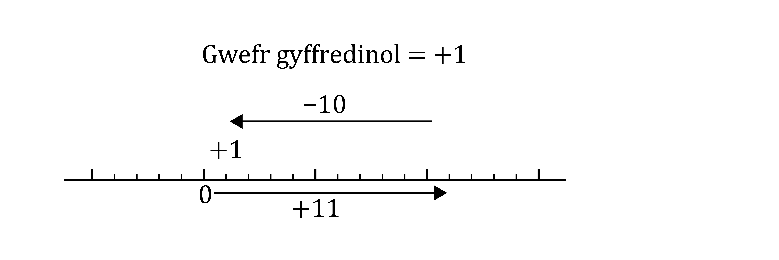 Gwefr gyffredinol = +1
−10
+1
0
+11